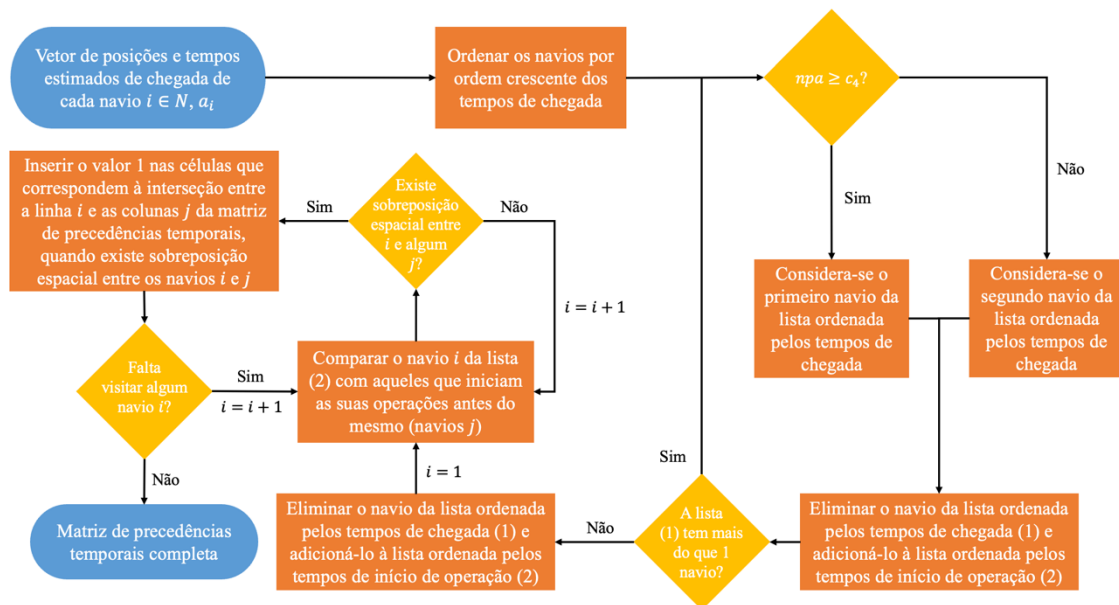 Vetor de posições e tempos
estimados de chegada de
cada navio i ∈ N, aᵢ
Ordenar os navios por
ordem crescente dos
tempos de chegada
npa ≥ c₄?
Sim
Não
Considera-se o
primeiro navio da
lista ordenada
pelos tempos de
chegada
Considera-se o
segundo navio da
lista ordenada
pelos tempos de
chegada
Eliminar o navio da lista ordenada
pelos tempos de chegada (1) e
adicioná-lo à lista ordenada pelos
tempos de início de operação (2)
A lista
(1) tem mais
do que 1
navio?
Sim
Não
Eliminar o navio da lista ordenada
pelos tempos de chegada (1) e
adicioná-lo à lista ordenada pelos
tempos de início de operação (2)
i = 1
Comparar o navio i da lista
(2) com aqueles que iniciam
as suas operações antes do
mesmo (navios j)
Existe
sobreposição
espacial entre
i e algum
j?
Não
i = i + 1
Sim
Inserir o valor 1 nas células que
correspondem à interseção entre
a linha i e as colunas j da matriz
de precedências temporais,
quando existe sobreposição
espacial entre os navios i e j
Falta
visitar algum
navio i?
Sim
i = i + 1
Não
Matriz de precedências
temporais completa